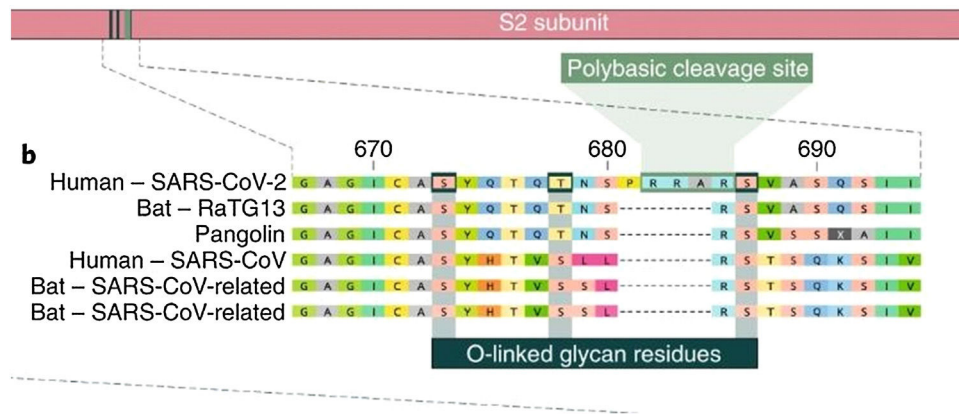 S2 subunit
Polybasic cleavage site
b
670 680 690
Human – SARS-CoV-2 G A G I C A S Y Q T Q T N S P R R A R S V A S Q S I I
Bat – RaTG13 G A G I C A S Y Q T Q T N S ---------- R S V A S Q S I I
Pangolin G A G I C A S Y Q T Q T N S ---------- R S V S S X A I I
Human – SARS-CoV G A G I C A S Y H T V S L L ---------- R S T S Q K S I V
Bat – SARS-CoV-related G A G I C A S Y H T V S S L ---------- R S T S Q K S I V
Bat – SARS-CoV-related G A G I C A S Y H T V S S L ---------- R S T S Q K S I V
O-linked glycan residues